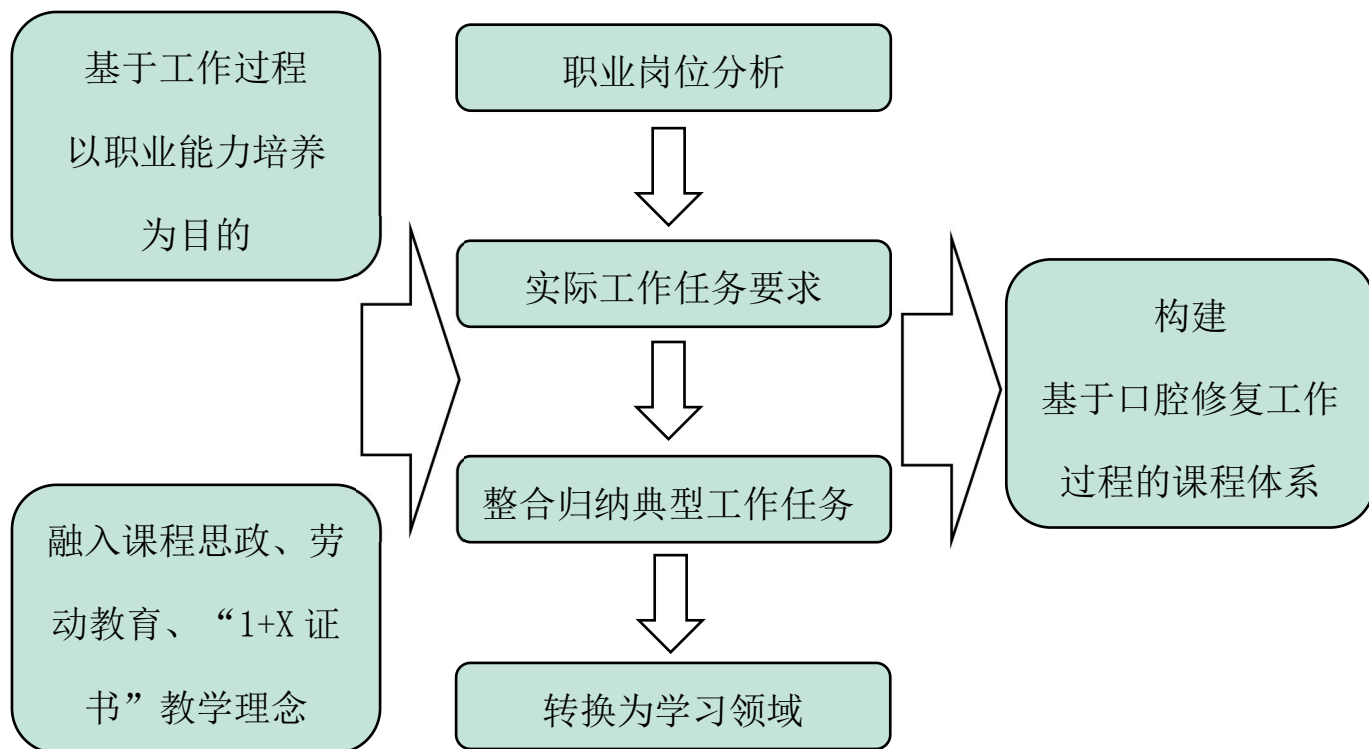 基于工作过程
以职业能力培养
为目的
融入课程思政、劳
动教育、“1+X 证
书”教学理念
职业岗位分析
实际工作任务要求
整合归纳典型工作任务
转换为学习领域
构建
基于口腔修复工作
过程的课程体系